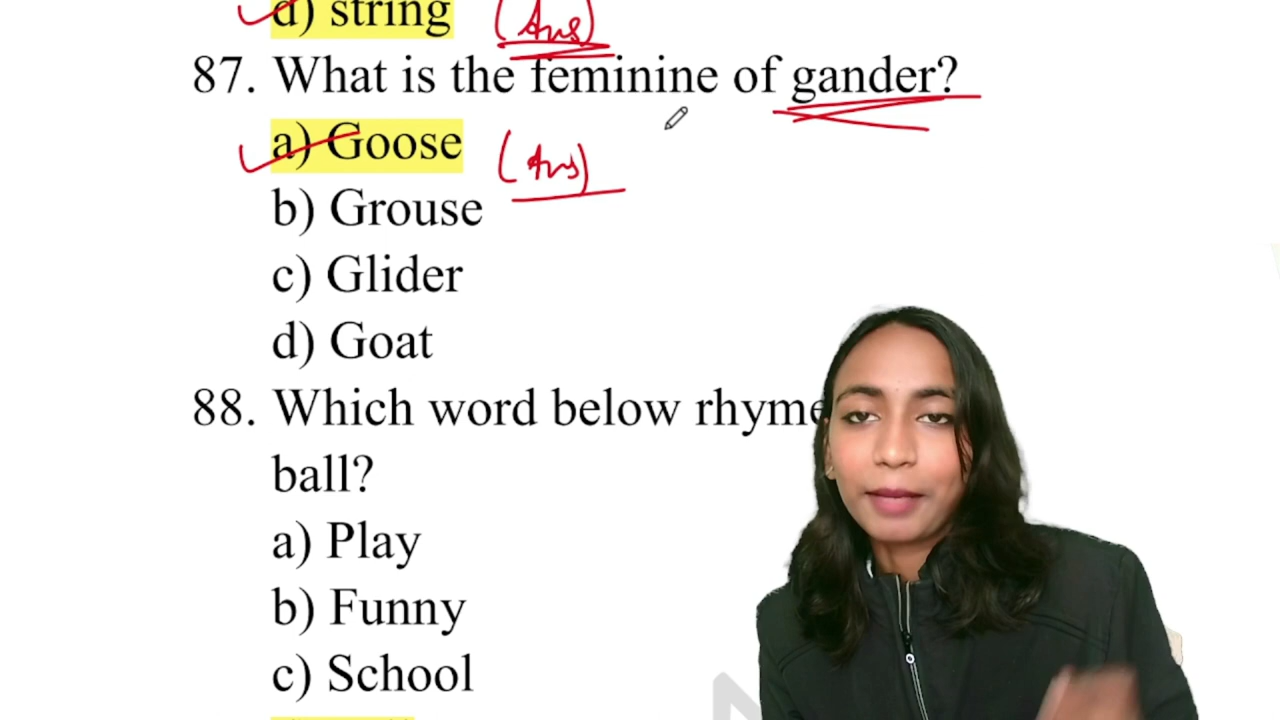 d) string (Ans)
87. What is the feminine of gander?
a) Goose (Ans)
b) Grouse
c) Glider
d) Goat
88. Which word below
ball?
a) Play
b) Funny
c) School